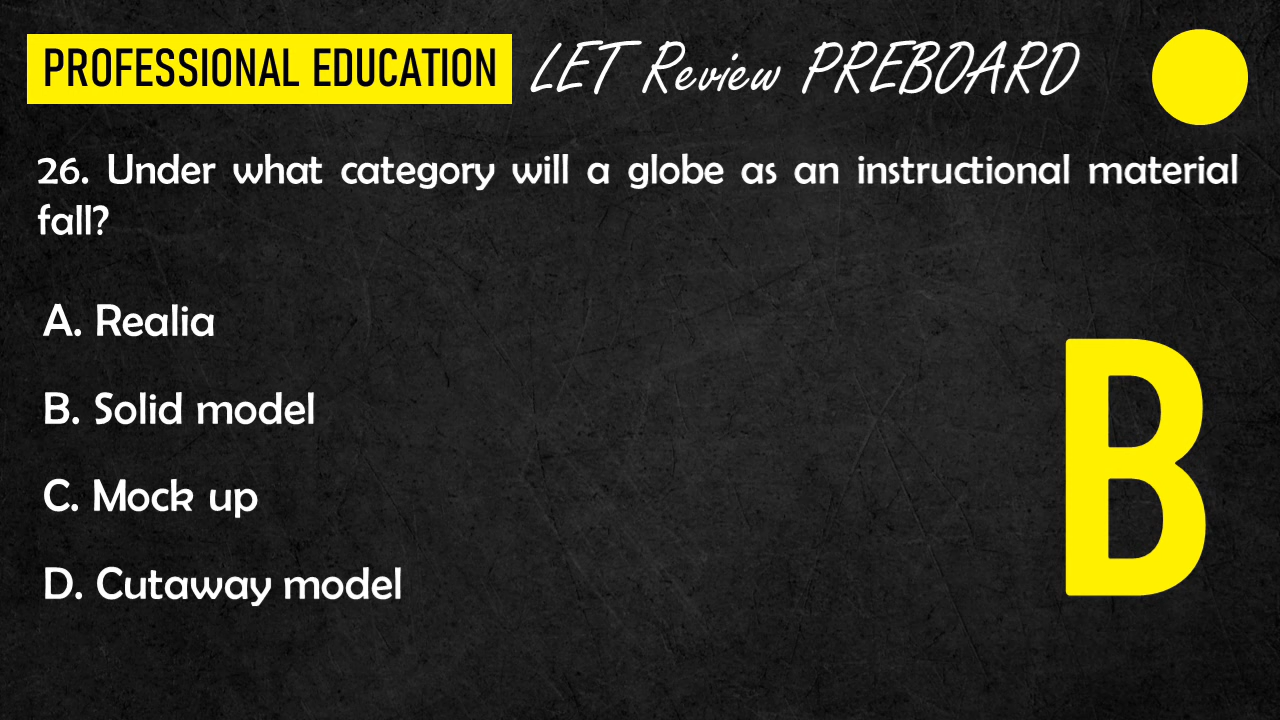 PROFESSIONAL EDUCATION LET Review PREBOARD
26. Under what category will a globe as an instructional material
fall?
A. Realia
B. Solid model
B
C. Mock up
D. Cutaway model